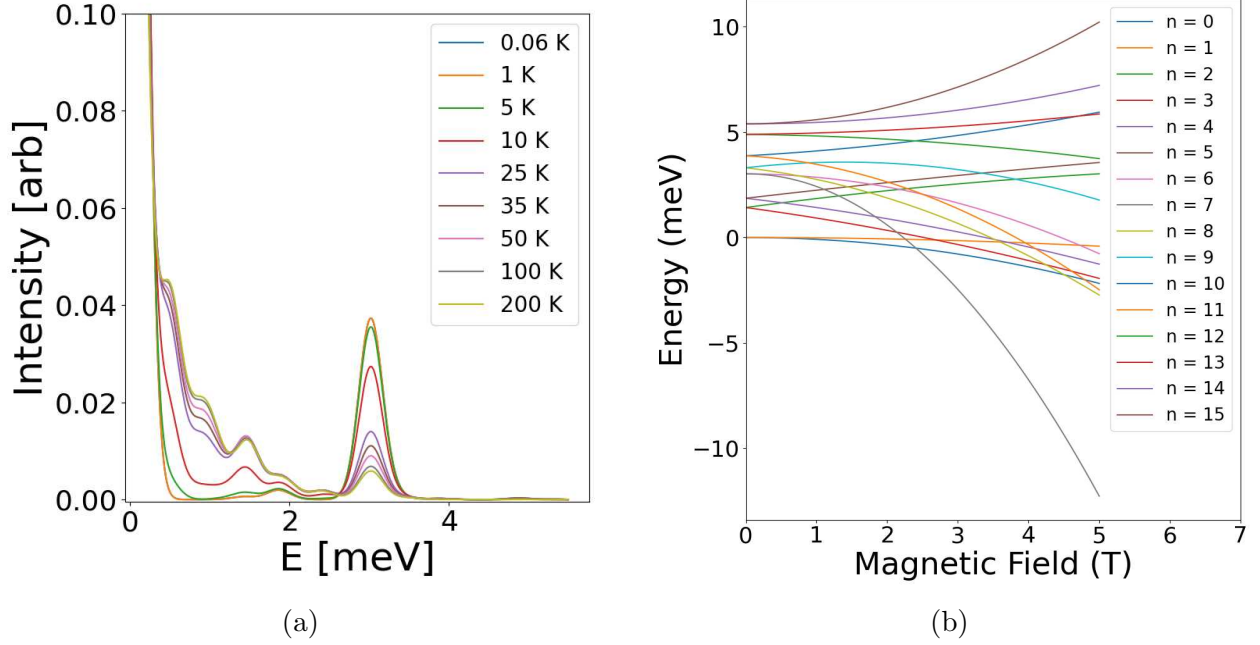 0.10
0.08
0.06
0.04
0.02
0.00
Intensity [arb]
0 2 4
E [meV]
0.06 K
1 K
5 K
10 K
25 K
35 K
50 K
100 K
200 K
(a)
10
5
0
−5
−10
Energy (meV)
0 1 2 3 4 5 6 7
Magnetic Field (T)
n = 0
n = 1
n = 2
n = 3
n = 4
n = 5
n = 6
n = 7
n = 8
n = 9
n = 10
n = 11
n = 12
n = 13
n = 14
n = 15
(b)